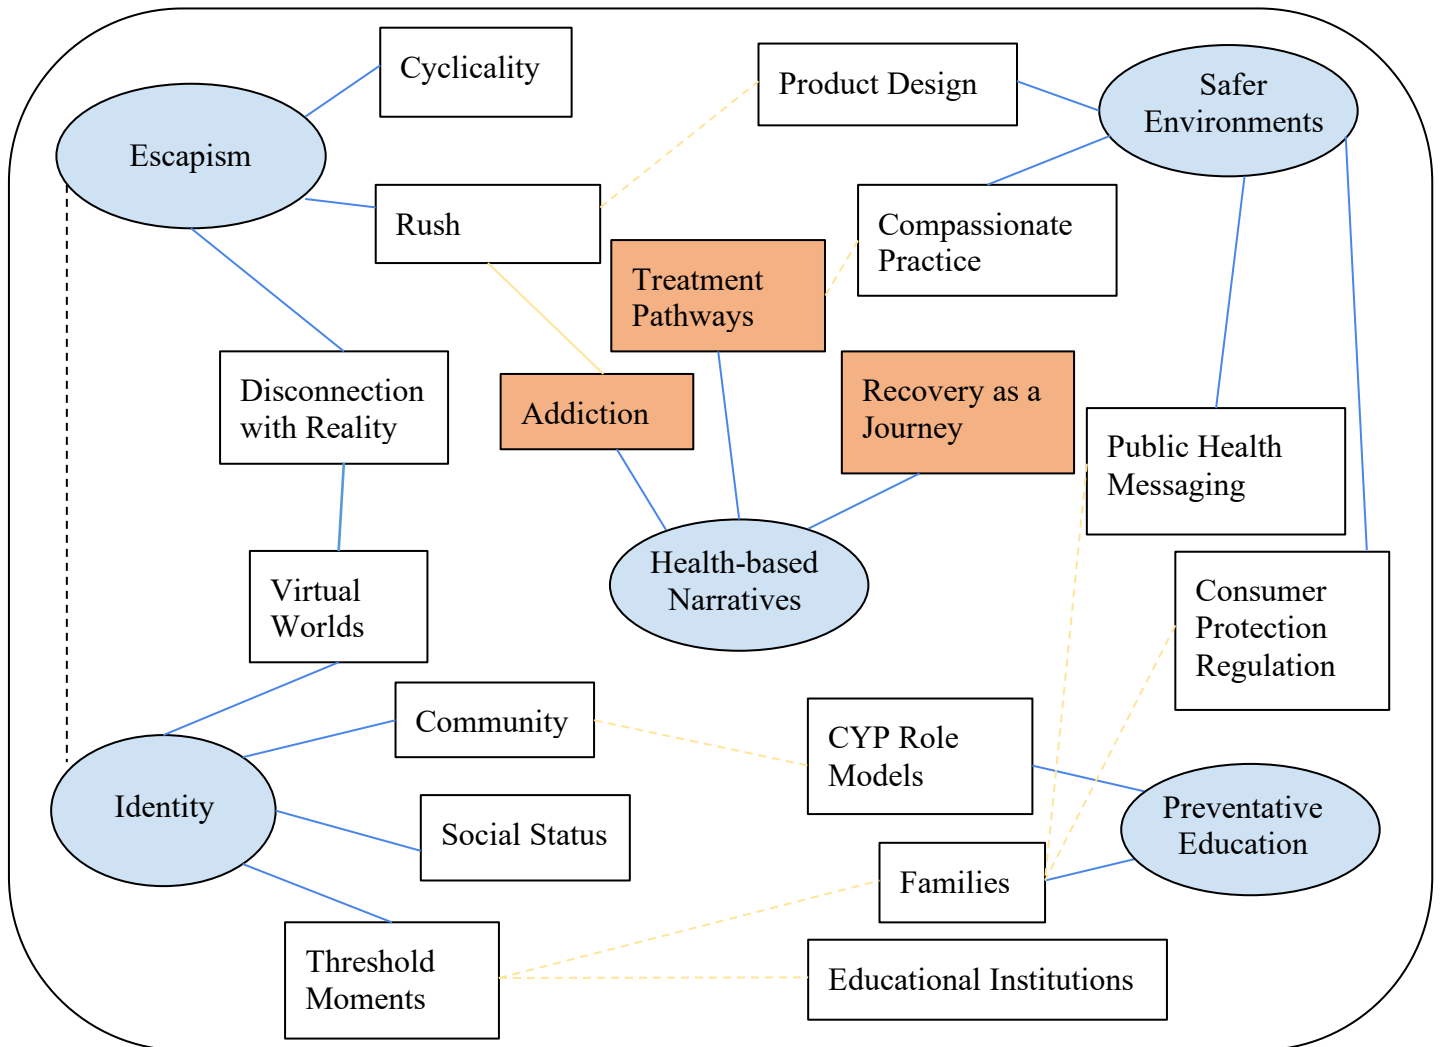 Cyclicality
Product Design
Safer
Environments
Escapism
Rush
Compassionate
Practice
Treatment
Pathways
Disconnection
with Reality
Addiction
Recovery as a
Journey
Public Health
Messaging
Health-based
Narratives
Virtual
Worlds
Consumer
Protection
Regulation
Community
CYP Role
Models
Identity
Social Status
Preventative
Education
Families
Threshold
Moments
Educational Institutions